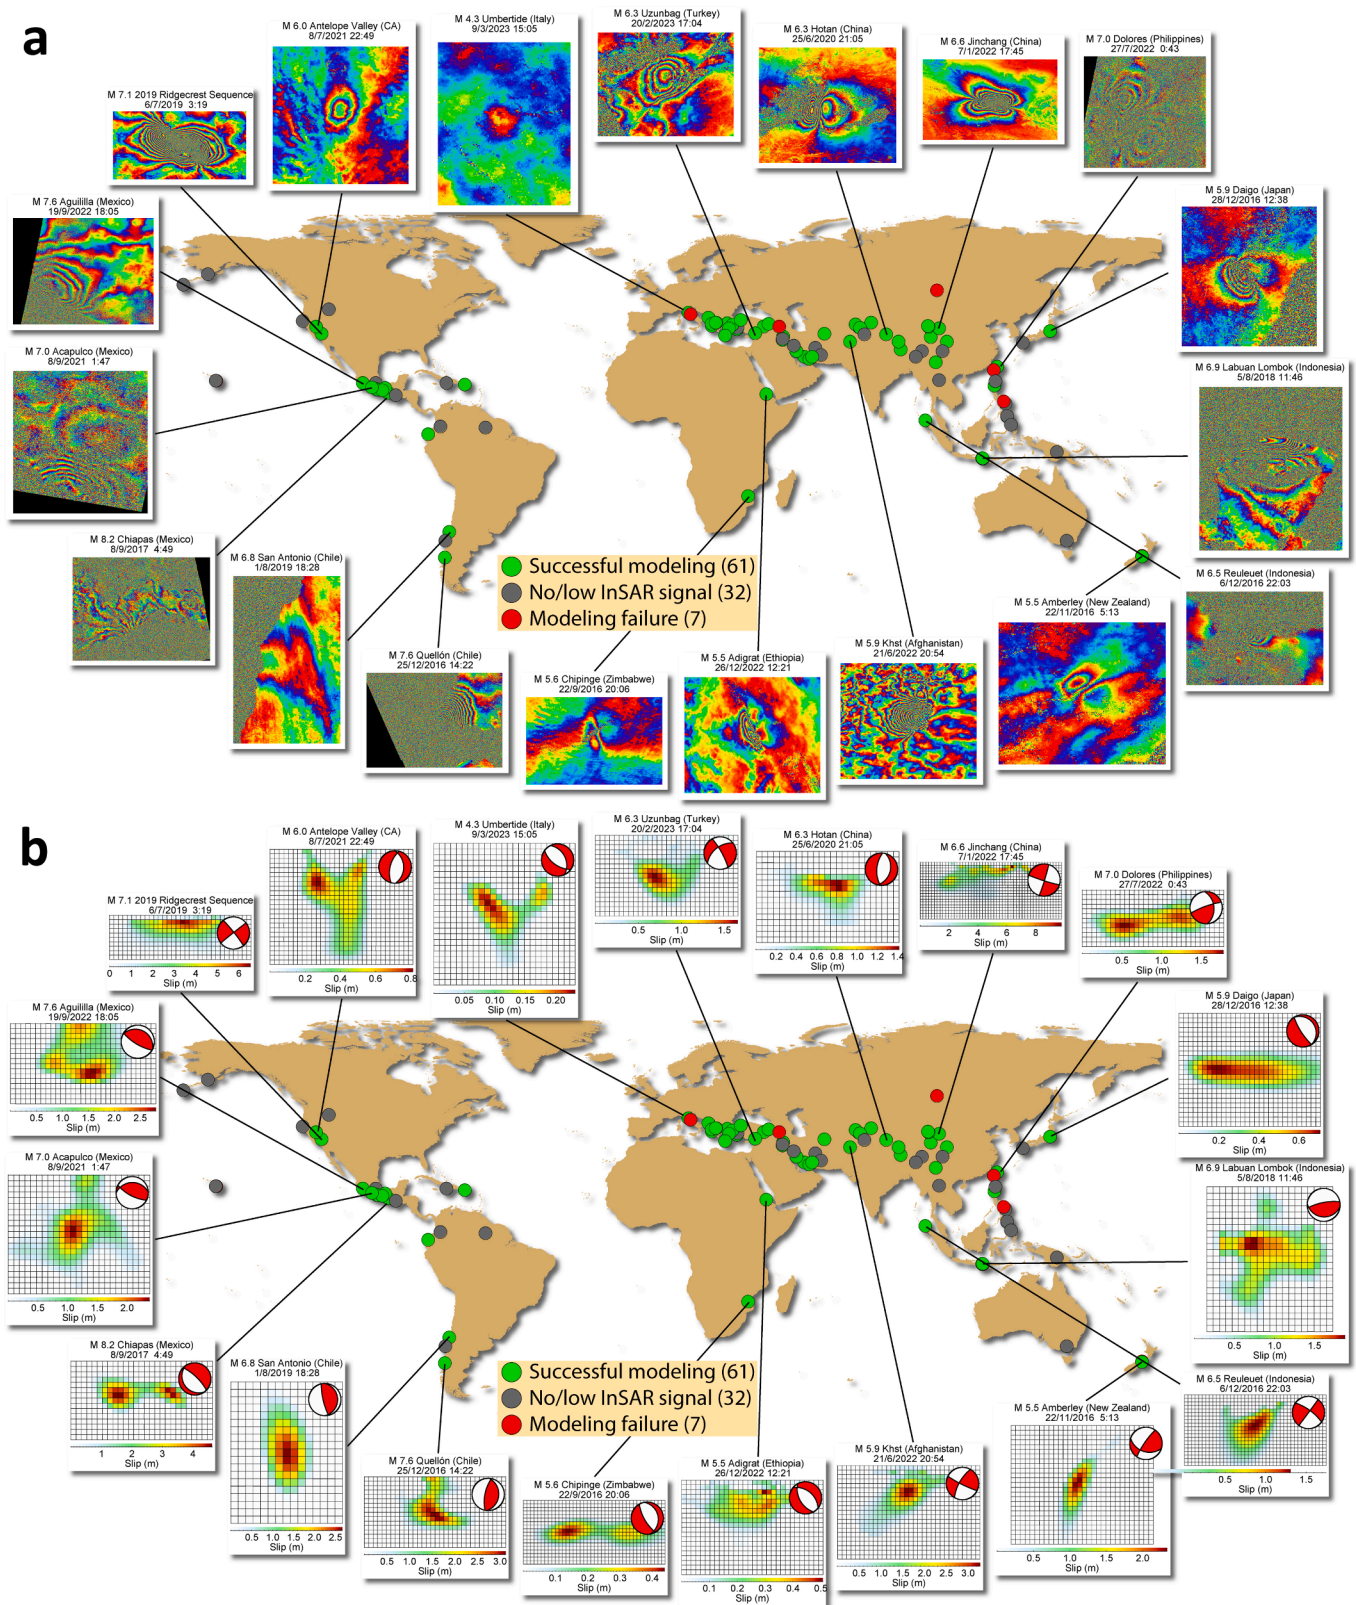 a
M 6.0 Antelope Valley (CA)
8/7/2021 22:49
M 4.3 Umbertide (Italy)
9/3/2023 15:05
M 6.3 Uzunbag (Turkey)
20/2/2023 17:04
M 6.3 Hotan (China)
25/6/2020 21:05
M 6.6 Jinchang (China)
7/1/2022 17:45
M 7.0 Dolores (Philippines)
27/7/2022 0:43
M 7.1 2019 Ridgecrest Sequence
6/7/2019 3:19
M 7.6 Aguililla (Mexico)
19/9/2022 18:05
M 5.9 Daigo (Japan)
28/12/2016 12:38
M 7.0 Acapulco (Mexico)
8/9/2021 1:47
M 6.9 Labuan Lombok (Indonesia)
5/8/2018 11:46
M 8.2 Chiapas (Mexico)
8/9/2017 4:49
M 6.8 San Antonio (Chile)
1/8/2019 18:28
Successful modeling (61)
No/low InSAR signal (32)
Modeling failure (7)
M 6.5 Reuleuet (Indonesia)
6/12/2016 22:03
M 5.5 Amberley (New Zealand)
22/11/2016 5:13
M 7.6 Quellón (Chile)
25/12/2016 14:22
M 5.6 Chipinge (Zimbabwe)
22/9/2016 20:06
M 5.5 Adigrat (Ethiopia)
26/12/2022 12:21
M 5.9 Khst (Afghanistan)
21/6/2022 20:54
b
M 6.0 Antelope Valley (CA)
8/7/2021 22:49
0.2 0.4 0.6 0.8
Slip (m)
M 4.3 Umbertide (Italy)
9/3/2023 15:05
0.05 0.10 0.15 0.20
Slip (m)
M 6.3 Uzunbag (Turkey)
20/2/2023 17:04
0.5 1.0 1.5
Slip (m)
M 6.3 Hotan (China)
25/6/2020 21:05
0.2 0.4 0.6 0.8 1.0 1.2 1.4
Slip (m)
M 6.6 Jinchang (China)
7/1/2022 17:45
2 4 6 8
Slip (m)
M 7.0 Dolores (Philippines)
27/7/2022 0:43
0.5 1.0 1.5
Slip (m)
M 7.1 2019 Ridgecrest Sequence
6/7/2019 3:19
0 1 2 3 4 5 6
Slip (m)
M 7.6 Aguililla (Mexico)
19/9/2022 18:05
0.5 1.0 1.5 2.0 2.5
Slip (m)
M 5.9 Daigo (Japan)
28/12/2016 12:38
0.2 0.4 0.6
Slip (m)
M 7.0 Acapulco (Mexico)
8/9/2021 1:47
0.5 1.0 1.5 2.0
Slip (m)
M 6.9 Labuan Lombok (Indonesia)
5/8/2018 11:46
0.5 1.0 1.5
Slip (m)
M 8.2 Chiapas (Mexico)
8/9/2017 4:49
1 2 3 4
Slip (m)
M 6.8 San Antonio (Chile)
1/8/2019 18:28
0.5 1.0 1.5 2.0 2.5
Slip (m)
Successful modeling (61)
No/low InSAR signal (32)
Modeling failure (7)
M 6.5 Reuleuet (Indonesia)
6/12/2016 22:03
0.5 1.0 1.5
Slip (m)
M 5.5 Amberley (New Zealand)
22/11/2016 5:13
0.5 1.0 1.5 2.0
Slip (m)
M 7.6 Quellón (Chile)
25/12/2016 14:22
0.5 1.0 1.5 2.0 2.5 3.0
Slip (m)
M 5.6 Chipinge (Zimbabwe)
22/9/2016 20:06
0.1 0.2 0.3 0.4
Slip (m)
M 5.5 Adigrat (Ethiopia)
26/12/2022 12:21
0.1 0.2 0.3 0.4 0.5
Slip (m)
M 5.9 Khst (Afghanistan)
21/6/2022 20:54
0.5 1.0 1.5 2.0 2.5 3.0
Slip (m)